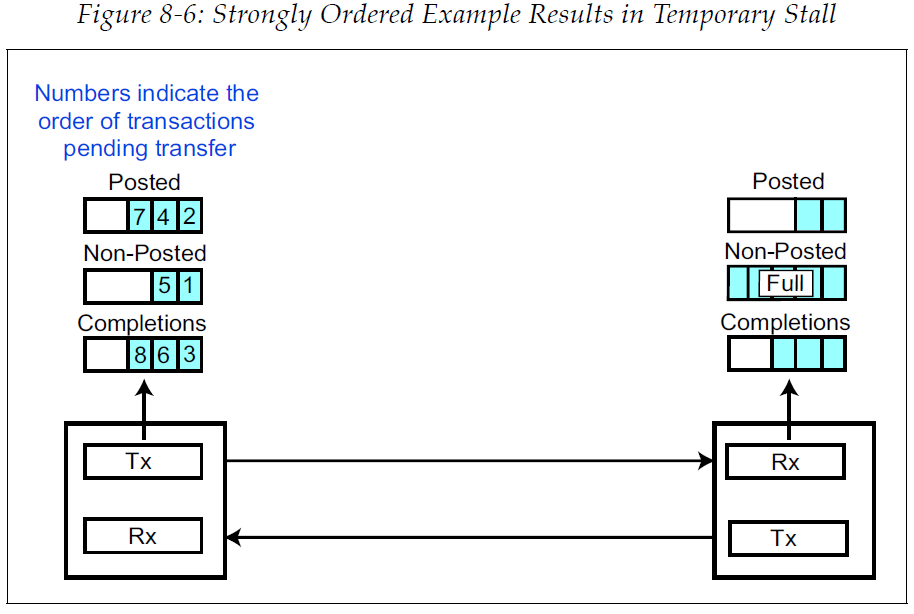 Figure 8-6: Strongly Ordered Example Results in Temporary Stall
Numbers indicate the
order of transactions
pending transfer
Posted
7 4 2
Non-Posted
5 1
Completions
8 6 3
Tx
Rx
Posted
Non-Posted
Full
Completions
Rx
Tx